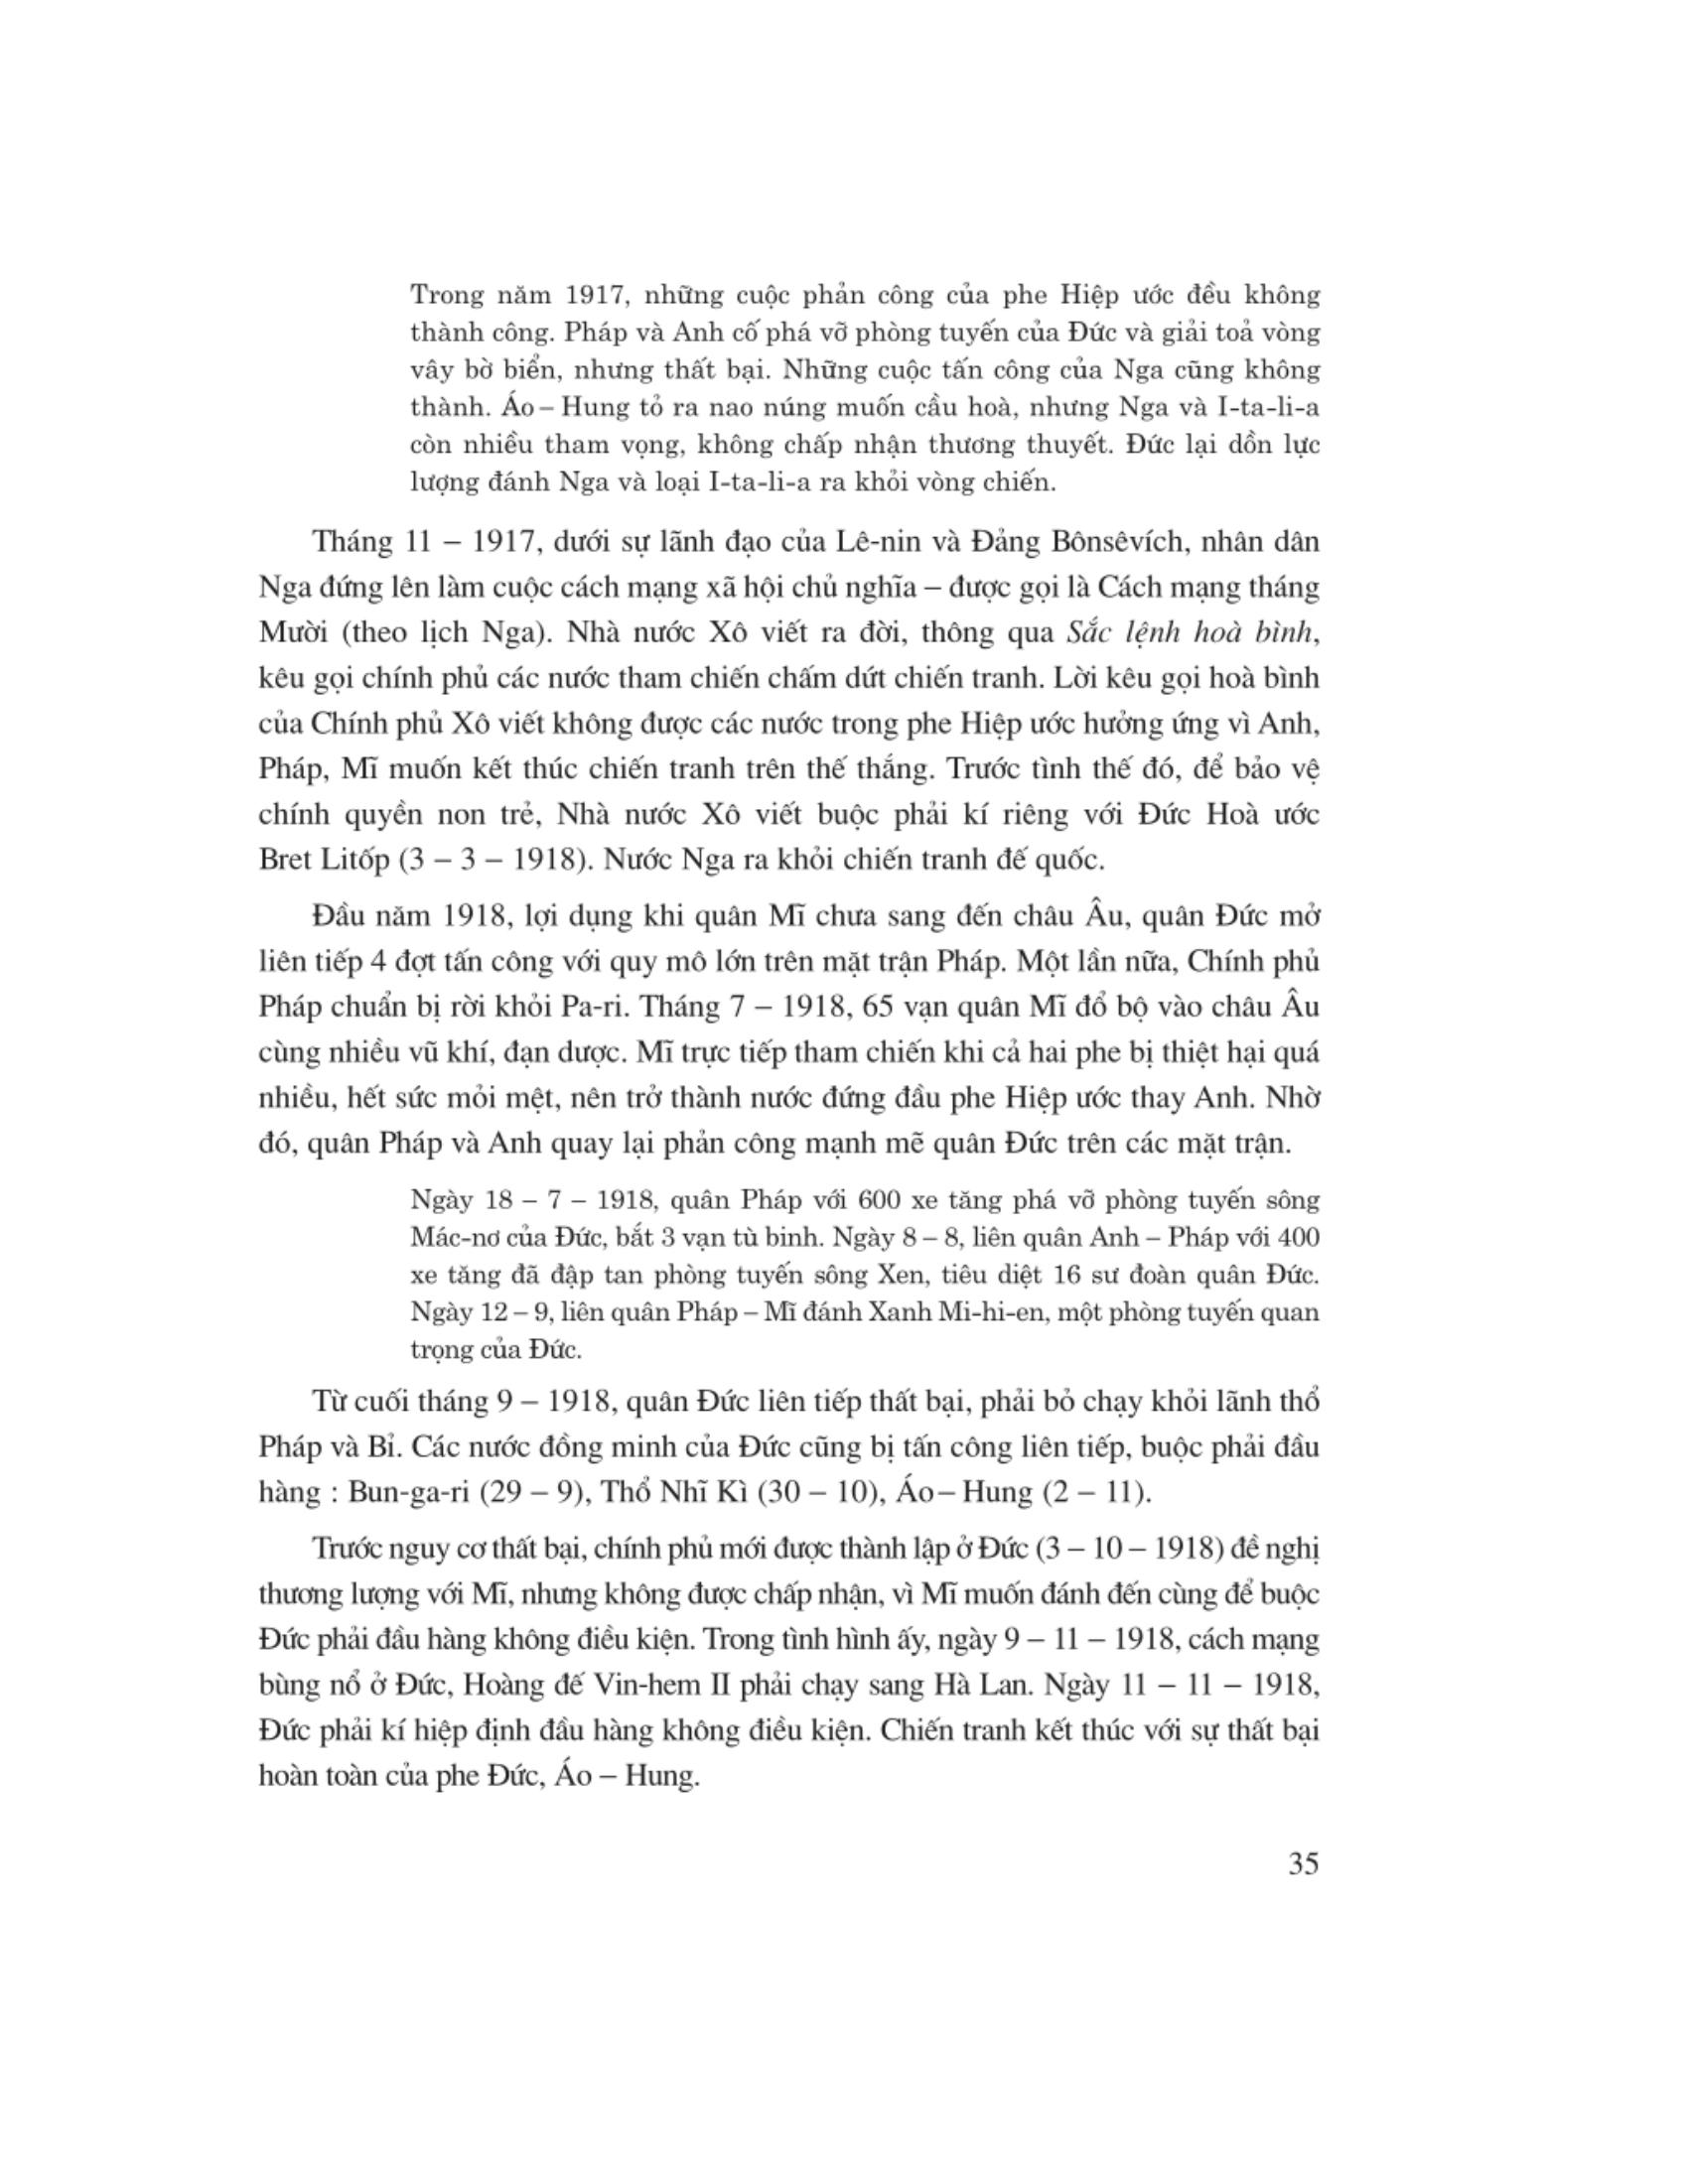 Trong năm 1917, những cuộc phản công của phe Hiệp ước đều không
thành công. Pháp và Anh cố phá vỡ phòng tuyến của Đức và giải toả vòng
vây bờ biển, nhưng thất bại. Những cuộc tấn công của Nga cũng không
thành. Áo – Hung tỏ ra nao núng muốn cầu hoà, nhưng Nga và I-ta-li-a
còn nhiều tham vọng, không chấp nhận thương thuyết. Đức lại dồn lực
lượng đánh Nga và loại I-ta-li-a ra khỏi vòng chiến.
Tháng 11 – 1917, dưới sự lãnh đạo của Lê-nin và Đảng Bônsêvích, nhân dân
Nga đứng lên làm cuộc cách mạng xã hội chủ nghĩa – được gọi là Cách mạng tháng
Mười (theo lịch Nga). Nhà nước Xô viết ra đời, thông qua Sắc lệnh hoà bình,
kêu gọi chính phủ các nước tham chiến chấm dứt chiến tranh. Lời kêu gọi hoà bình
của Chính phủ Xô viết không được các nước trong phe Hiệp ước hưởng ứng vì Anh,
Pháp, Mĩ muốn kết thúc chiến tranh trên thế thắng. Trước tình thế đó, để bảo vệ
chính quyền non trẻ, Nhà nước Xô viết buộc phải kí riêng với Đức Hoà ước
Bret Litốp (3 – 3 – 1918). Nước Nga ra khỏi chiến tranh đế quốc.
Đầu năm 1918, lợi dụng khi quân Mĩ chưa sang đến châu Âu, quân Đức mở
liên tiếp 4 đợt tấn công với quy mô lớn trên mặt trận Pháp. Một lần nữa, Chính phủ
Pháp chuẩn bị rời khỏi Pa-ri. Tháng 7 – 1918, 65 vạn quân Mĩ đổ bộ vào châu Âu
cùng nhiều vũ khí, đạn dược. Mĩ trực tiếp tham chiến khi cả hai phe bị thiệt hại quá
nhiều, hết sức mỏi mệt, nên trở thành nước đứng đầu phe Hiệp ước thay Anh. Nhờ
đó, quân Pháp và Anh quay lại phản công mạnh mẽ quân Đức trên các mặt trận.
Ngày 18 – 7 – 1918, quân Pháp với 600 xe tăng phá vỡ phòng tuyến sông
Mác-nơ của Đức, bắt 3 vạn tù binh. Ngày 8 – 8, liên quân Anh – Pháp với 400
xe tăng đã đập tan phòng tuyến sông Xen, tiêu diệt 16 sư đoàn quân Đức.
Ngày 12 – 9, liên quân Pháp – Mĩ đánh Xanh Mi-hi-en, một phòng tuyến quan
trọng của Đức.
Từ cuối tháng 9 – 1918, quân Đức liên tiếp thất bại, phải bỏ chạy khỏi lãnh thổ
Pháp và Bỉ. Các nước đồng minh của Đức cũng bị tấn công liên tiếp, buộc phải đầu
hàng : Bun-ga-ri (29 – 9), Thổ Nhĩ Kì (30 – 10), Áo – Hung (2 – 11).
Trước nguy cơ thất bại, chính phủ mới được thành lập ở Đức (3 – 10 – 1918) đề nghị
thương lượng với Mĩ, nhưng không được chấp nhận, vì Mĩ muốn đánh đến cùng để buộc
Đức phải đầu hàng không điều kiện. Trong tình hình ấy, ngày 9 – 11 – 1918, cách mạng
bùng nổ ở Đức, Hoàng đế Vin-hem II phải chạy sang Hà Lan. Ngày 11 – 11 – 1918,
Đức phải kí hiệp định đầu hàng không điều kiện. Chiến tranh kết thúc với sự thất bại
hoàn toàn của phe Đức, Áo – Hung.
35